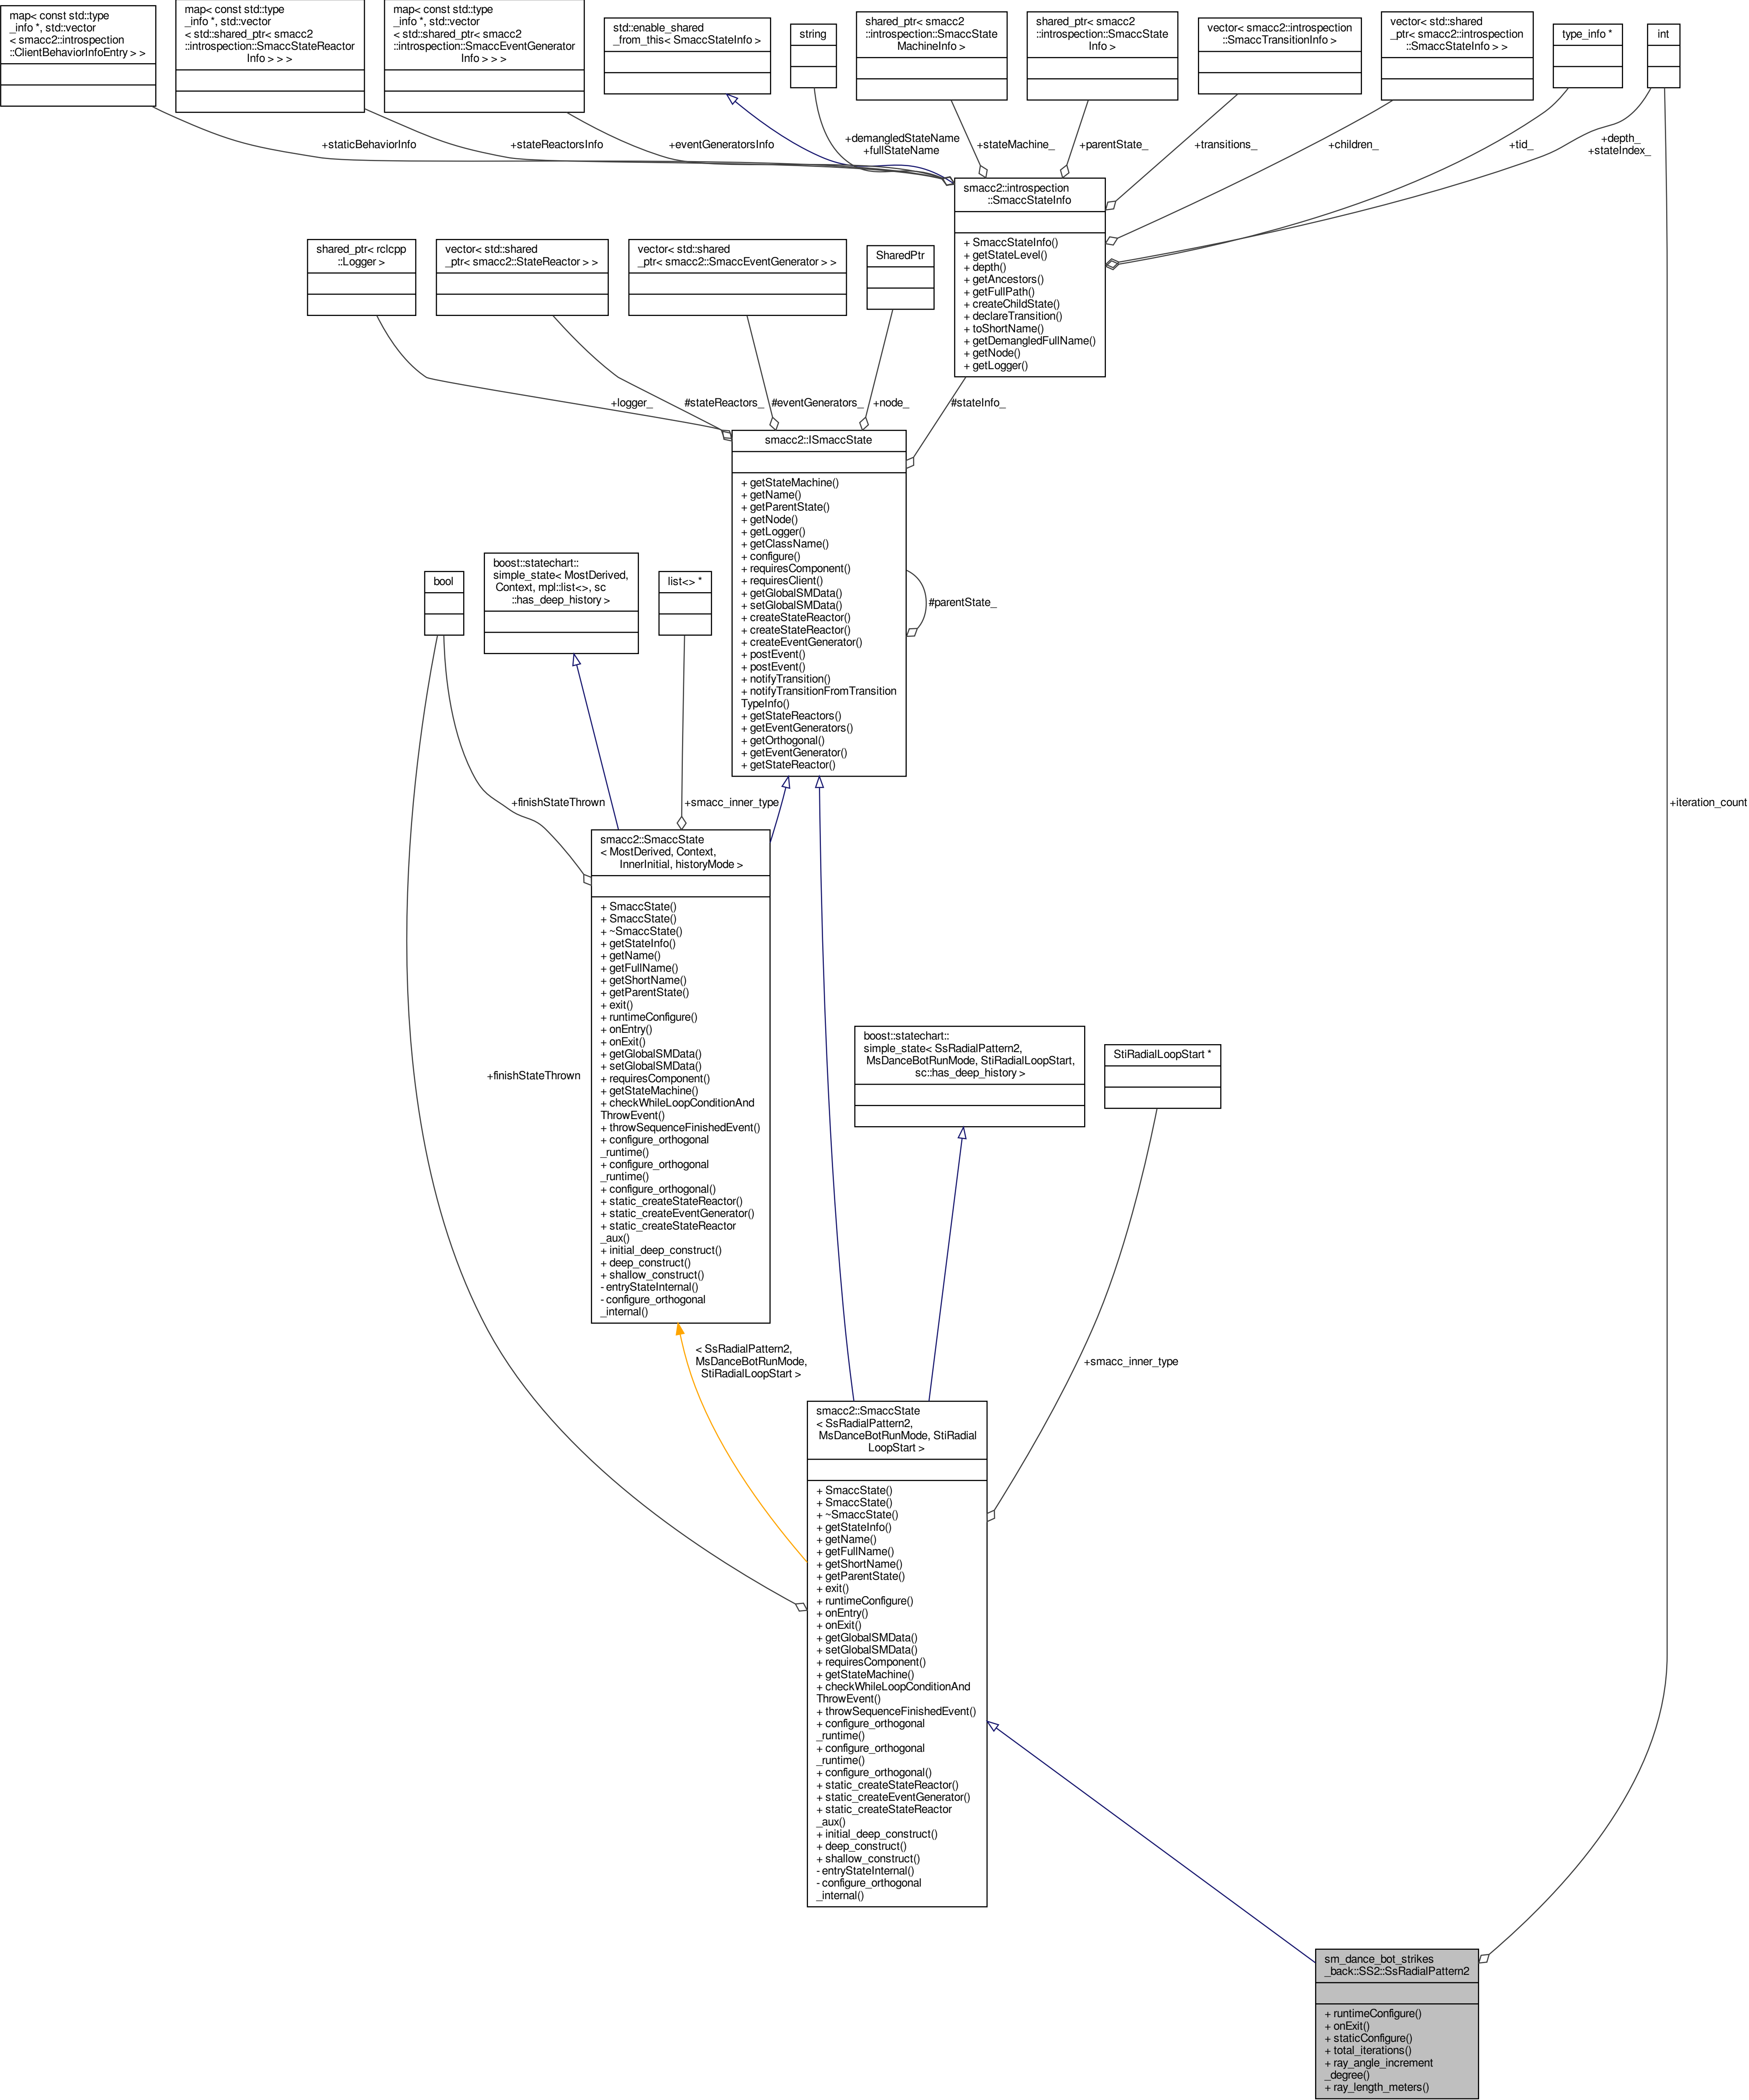 map< const std::type
_info *, std::vector
< smacc2::introspection
::ClientBehaviorInfoEntry > >
map< const std::type
_info *, std::vector
< std::shared_ptr< smacc2
::introspection::SmaccStateReactor
Info > > >
map< const std::type
_info *, std::vector
< std::shared_ptr< smacc2
::introspection::SmaccEventGenerator
Info > > >
std::enable_shared
_from_this< SmaccStateInfo >
string
shared_ptr< smacc2
::introspection::SmaccState
MachineInfo >
shared_ptr< smacc2
::introspection::SmaccState
Info >
vector< smacc2::introspection
::SmaccTransitionInfo >
vector< std::shared
_ptr< smacc2::introspection
::SmaccStateInfo > >
type_info *
int
+staticBehaviorInfo
+stateReactorsInfo
+eventGeneratorsInfo
+demangledStateName
+fullStateName
+stateMachine_
+parentState_
+transitions_
+children_
+tid_
+depth_
+stateIndex_
smacc2::introspection
::SmaccStateInfo
+ SmaccStateInfo()
+ getStateLevel()
+ depth()
+ getAncestors()
+ getFullPath()
+ createChildState()
+ declareTransition()
+ toShortName()
+ getDemangledFullName()
+ getNode()
+ getLogger()
shared_ptr< rclcpp
::Logger >
vector< std::shared
_ptr< smacc2::StateReactor > >
vector< std::shared
_ptr< smacc2::SmaccEventGenerator > >
SharedPtr
+logger_
#stateReactors_
#eventGenerators_
+node_
#stateInfo_
smacc2::ISmaccState
+ getStateMachine()
+ getName()
+ getParentState()
+ getNode()
+ getLogger()
+ getClassName()
+ configure()
+ requiresComponent()
+ requiresClient()
+ getGlobalSMData()
+ setGlobalSMData()
+ createStateReactor()
+ createStateReactor()
+ createEventGenerator()
+ postEvent()
+ postEvent()
+ notifyTransition()
+ notifyTransitionFromTransition
TypeInfo()
+ getStateReactors()
+ getEventGenerators()
+ getOrthogonal()
+ getEventGenerator()
+ getStateReactor()
#parentState_
bool
boost::statechart::
simple_state< MostDerived,
Context, mpl::list<>, sc
::has_deep_history >
list<> *
+finishStateThrown
+smacc_inner_type
+iteration_count
smacc2::SmaccState
< MostDerived, Context,
InnerInitial, historyMode >
+ SmaccState()
+ SmaccState()
+ ~SmaccState()
+ getStateInfo()
+ getName()
+ getFullName()
+ getShortName()
+ getParentState()
+ exit()
+ runtimeConfigure()
+ onEntry()
+ onExit()
+ getGlobalSMData()
+ setGlobalSMData()
+ requiresComponent()
+ getStateMachine()
+ checkWhileLoopConditionAnd
ThrowEvent()
+ throwSequenceFinishedEvent()
+ configure_orthogonal
_runtime()
+ configure_orthogonal
_runtime()
+ configure_orthogonal()
+ static_createStateReactor()
+ static_createEventGenerator()
+ static_createStateReactor
_aux()
+ initial_deep_construct()
+ deep_construct()
+ shallow_construct()
- entryStateInternal()
- configure_orthogonal
_internal()
+finishStateThrown
boost::statechart::
simple_state< SsRadialPattern2,
MsDanceBotRunMode, StiRadialLoopStart,
sc::has_deep_history >
StiRadialLoopStart *
< SsRadialPattern2,
MsDanceBotRunMode,
StiRadialLoopStart >
+smacc_inner_type
smacc2::SmaccState
< SsRadialPattern2,
MsDanceBotRunMode, StiRadial
LoopStart >
+ SmaccState()
+ SmaccState()
+ ~SmaccState()
+ getStateInfo()
+ getName()
+ getFullName()
+ getShortName()
+ getParentState()
+ exit()
+ runtimeConfigure()
+ onEntry()
+ onExit()
+ getGlobalSMData()
+ setGlobalSMData()
+ requiresComponent()
+ getStateMachine()
+ checkWhileLoopConditionAnd
ThrowEvent()
+ throwSequenceFinishedEvent()
+ configure_orthogonal
_runtime()
+ configure_orthogonal
_runtime()
+ configure_orthogonal()
+ static_createStateReactor()
+ static_createEventGenerator()
+ static_createStateReactor
_aux()
+ initial_deep_construct()
+ deep_construct()
+ shallow_construct()
- entryStateInternal()
- configure_orthogonal
_internal()
sm_dance_bot_strikes
_back::SS2::SsRadialPattern2
+ runtimeConfigure()
+ onExit()
+ staticConfigure()
+ total_iterations()
+ ray_angle_increment
_degree()
+ ray_length_meters()